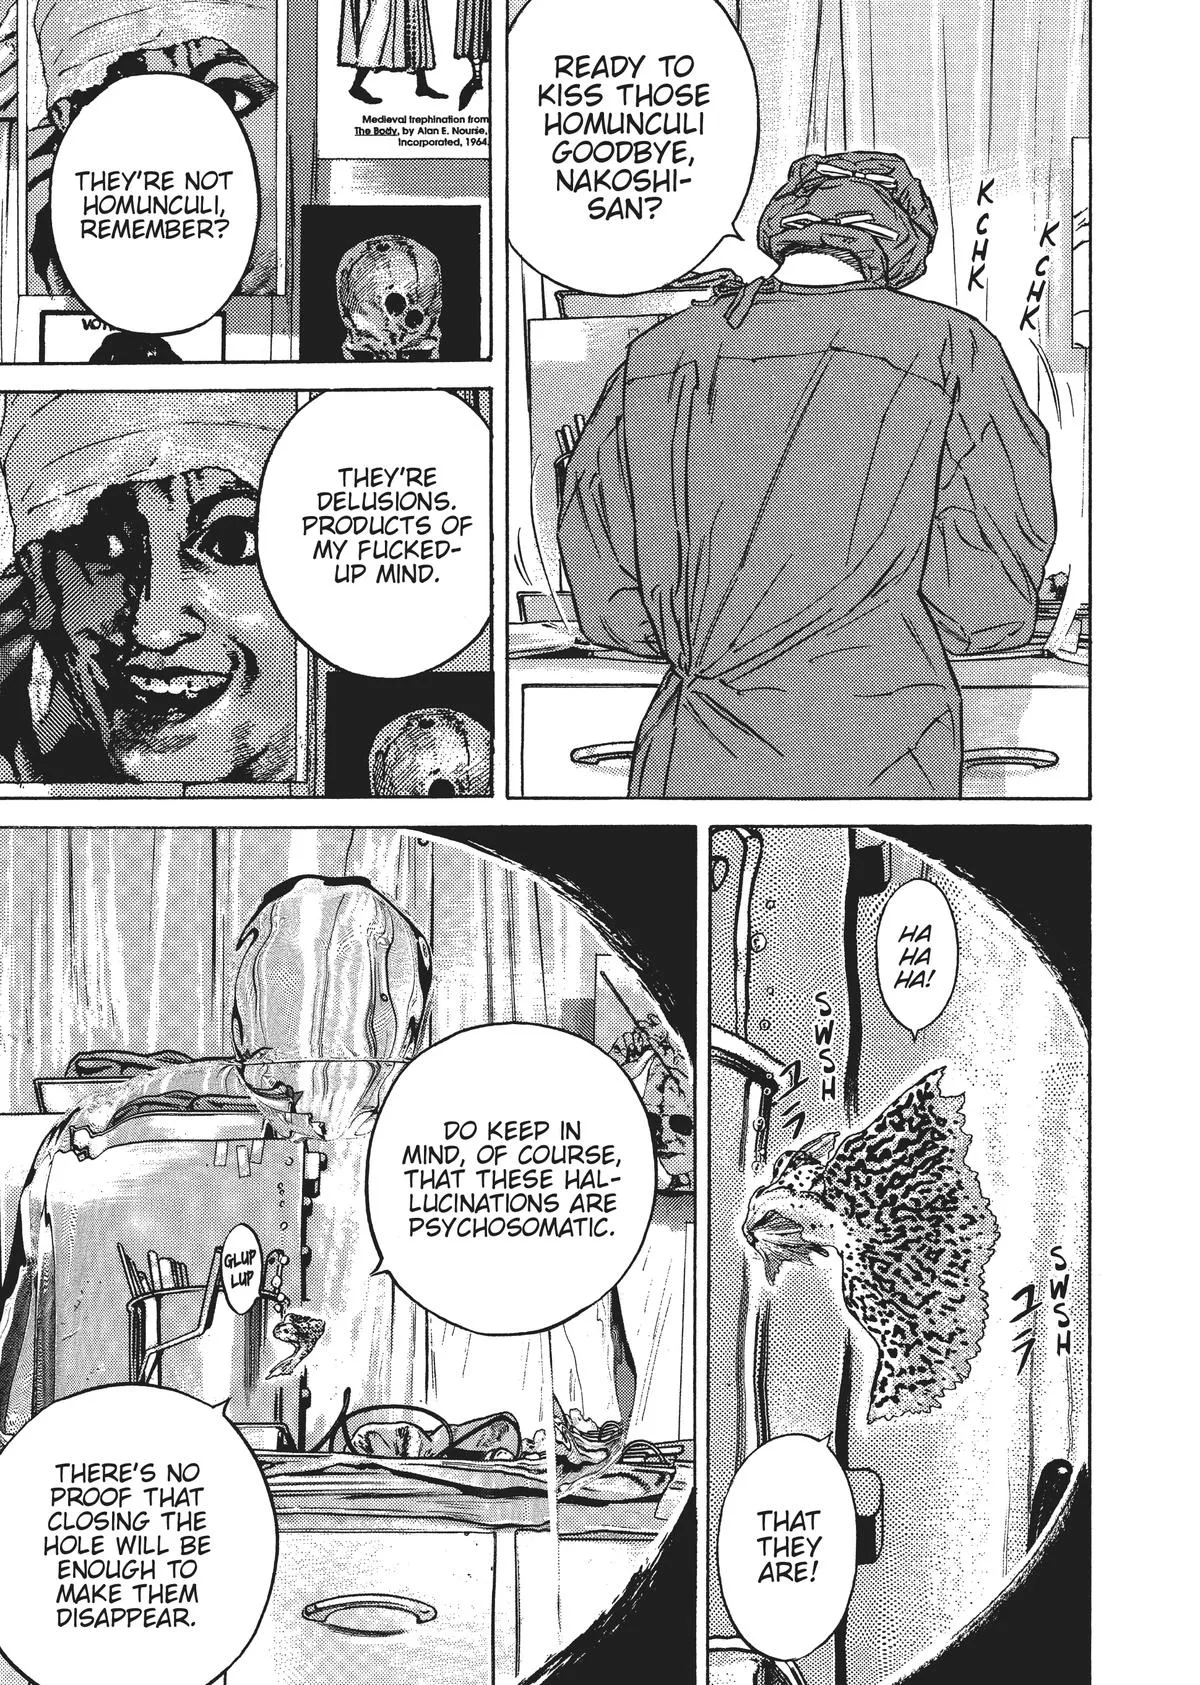 READY TO
KISS THOSE
HOMUNCULI
GOODBYE,
NAKOSHI-
SAN?
KCHK
KCHK
Medieval trephination from
The Body, by Alan E. Nourse,
Incorporated, 1964.
THEY'RE NOT
HOMUNCULI,
REMEMBER?
THEY'RE
DELUSIONS.
PRODUCTS OF
MY FUCKED-
UP MIND.
HA
HA
HA!
SWSH
SWSH
THAT
THEY
ARE!
DO KEEP IN
MIND, OF COURSE,
THAT THESE HAL-
LUCINATIONS ARE
PSYCHOSOMATIC.
GLUP
LUP
THERE'S NO
PROOF THAT
CLOSING THE
HOLE WILL BE
ENOUGH TO
MAKE THEM
DISAPPEAR.